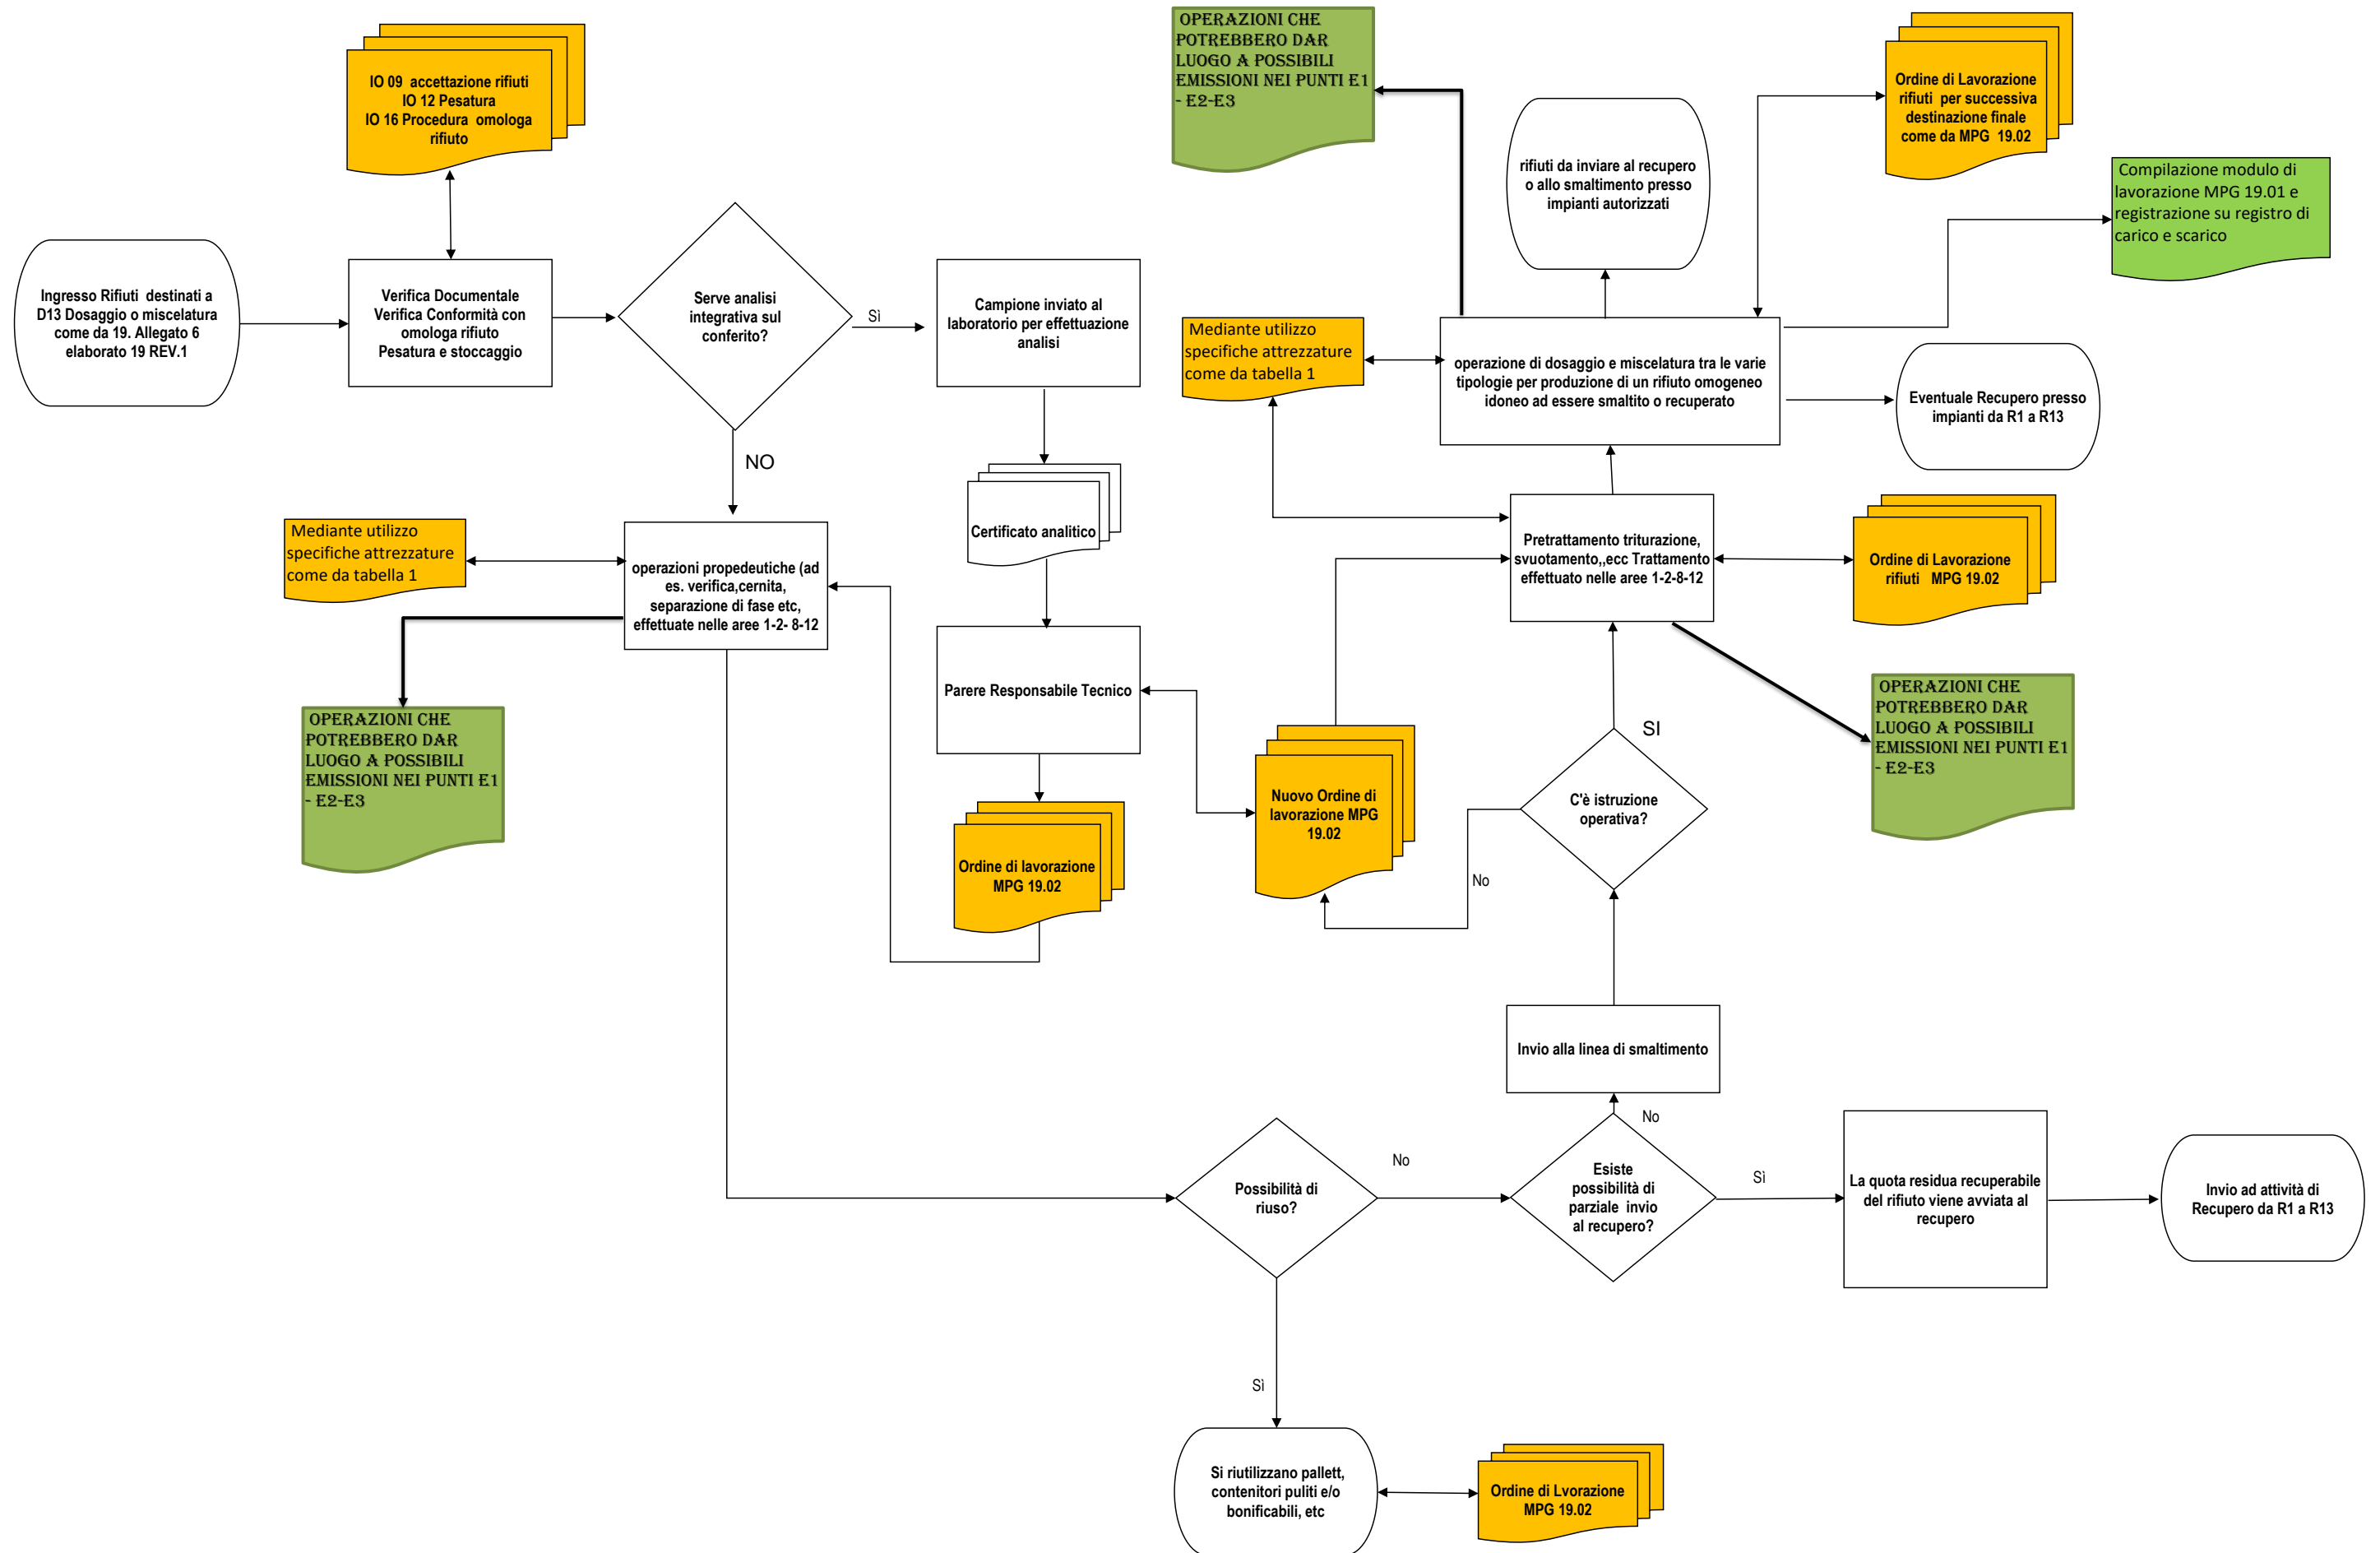 IO 09  accettazione rifiuti
IO 12 Pesatura
IO 16 Procedura  omologa
rifiuto
Ingresso Rifiuti  destinati a
D13 Dosaggio o miscelatura
come da 19. Allegato 6
elaborato 19 REV.1
Verifica Documentale
Verifica Conformità con
omologa rifiuto
Pesatura e stoccaggio
Serve analisi
integrativa sul
conferito?
Sì
NO
Campione inviato al
laboratorio per effettuazione
analisi
Certificato analitico
Parere Responsabile Tecnico
Ordine di lavorazione
MPG 19.02
Mediante utilizzo
specifiche attrezzature
come da tabella 1
operazioni propedeutiche (ad
es. verifica,cernita,
separazione di fase etc,
effettuate nelle aree 1-2- 8-12
OPERAZIONI CHE
POTREBBERO DAR
LUOGO A POSSIBILI
EMISSIONI NEI PUNTI E1
- E2-E3
OPERAZIONI CHE
POTREBBERO DAR
LUOGO A POSSIBILI
EMISSIONI NEI PUNTI E1
- E2-E3
rifiuti da inviare al recupero
o allo smaltimento presso
impianti autorizzati
Ordine di Lavorazione
rifiuti  per successiva
destinazione finale
come da MPG  19.02
Compilazione modulo di
lavorazione MPG 19.01 e
registrazione su registro di
carico e scarico
Mediante utilizzo
specifiche attrezzature
come da tabella 1
operazione di dosaggio e miscelatura tra le varie
tipologie per produzione di un rifiuto omogeneo
idoneo ad essere smaltito o recuperato
Eventuale Recupero presso
impianti da R1 a R13
Pretrattamento triturazione,
svuotamento,,ecc Trattamento
effettuato nelle aree 1-2-8-12
Ordine di Lavorazione
rifiuti   MPG 19.02
OPERAZIONI CHE
POTREBBERO DAR
LUOGO A POSSIBILI
EMISSIONI NEI PUNTI E1
- E2-E3
SI
C'è istruzione
operativa?
No
Nuovo Ordine di
lavorazione MPG
19.02
Invio alla linea di smaltimento
No
Possibilità di
riuso?
No
Esiste
possibilità di
parziale  invio
al recupero?
Sì
La quota residua recuperabile
del rifiuto viene avviata al
recupero
Invio ad attività di
Recupero da R1 a R13
Sì
Si riutilizzano pallett,
contenitori puliti e/o
bonificabili, etc
Ordine di Lvorazione
MPG 19.02